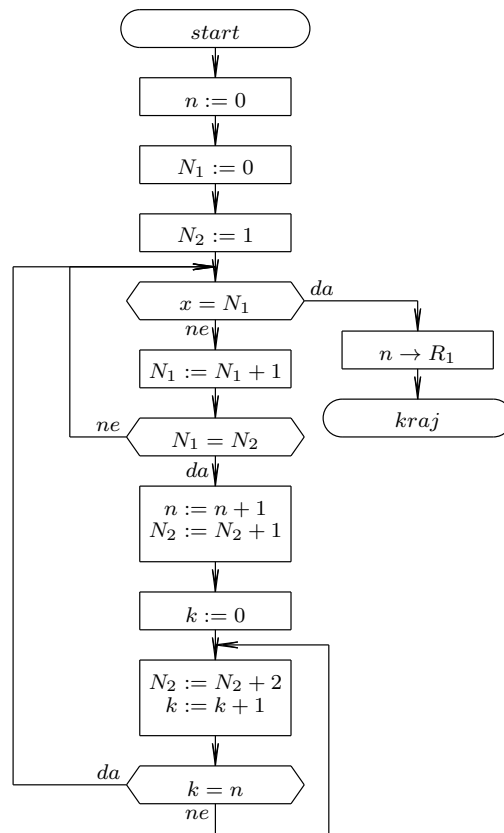 start
n := 0
N₁ := 0
N₂ := 1
x = N₁
da
ne
n → R₁
N₁ := N₁ + 1
kraj
ne
N₁ = N₂
da
n := n + 1
N₂ := N₂ + 1
k := 0
N₂ := N₂ + 2
k := k + 1
da
k = n
ne